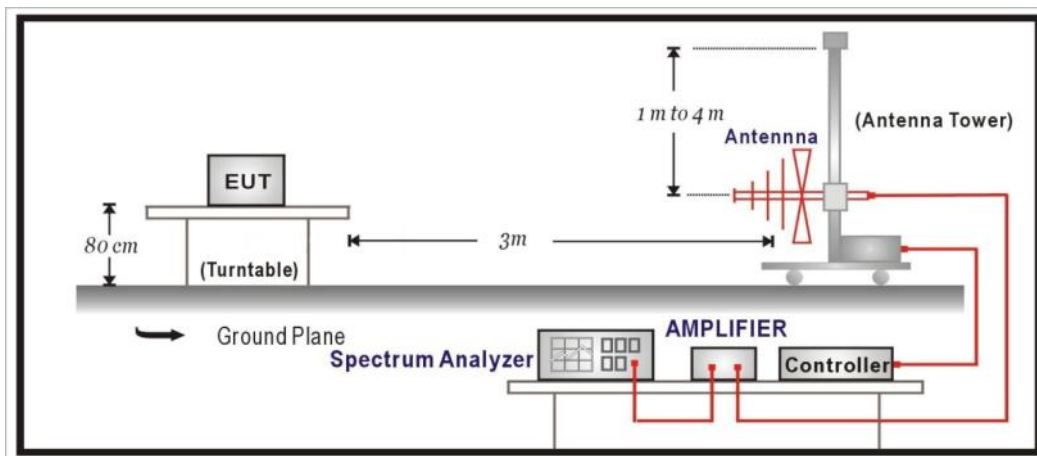 1 m to 4 m
(Antenna Tower)
Antennna
EUT
80 cm
3m
(Turntable)
Ground Plane
AMPLIFIER
Spectrum Analyzer
Controller